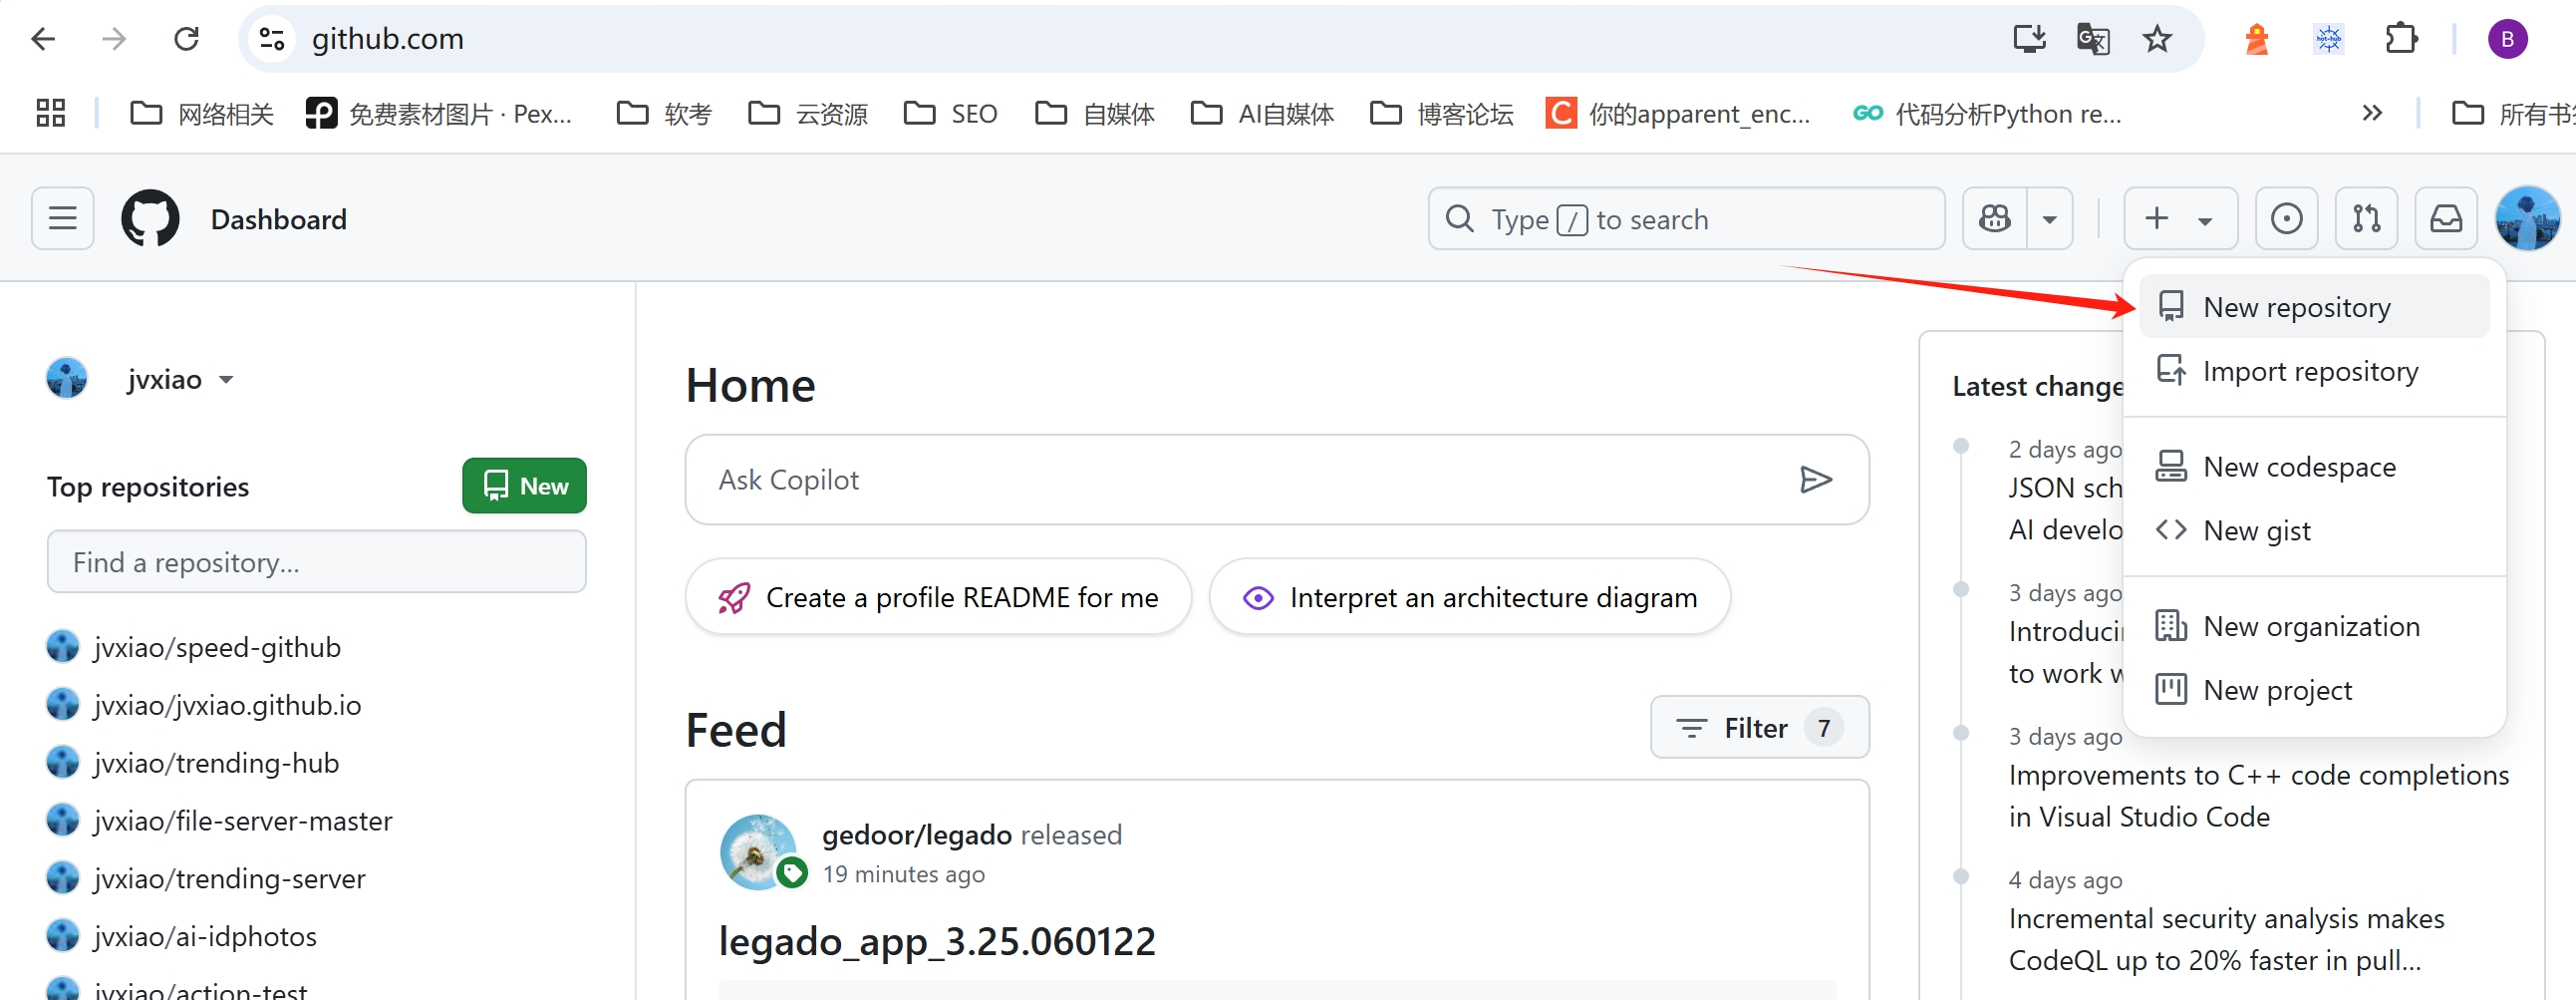 github.com
B
网络相关
免费素材图片 · Pex...
软考
云资源
SEO
自媒体
AI自媒体
博客论坛
你的apparent_enc...
代码分析Python re...
所有书
Dashboard
Type / to search
New repository
Import repository
New codespace
New gist
New organization
New project
jvxiao
Top repositories
New
Find a repository...
jvxiao/speed-github
jvxiao/jvxiao.github.io
jvxiao/trending-hub
jvxiao/file-server-master
jvxiao/trending-server
jvxiao/ai-idphotos
jvxiao/action-test
Home
Ask Copilot
Create a profile README for me
Interpret an architecture diagram
Feed
Filter 7
gedoor/legado released
19 minutes ago
legado_app_3.25.060122
Latest change
2 days ago
JSON sch
AI develo
3 days ago
Introduci
to work w
3 days ago
Improvements to C++ code completions
in Visual Studio Code
4 days ago
Incremental security analysis makes
CodeQL up to 20% faster in pull...